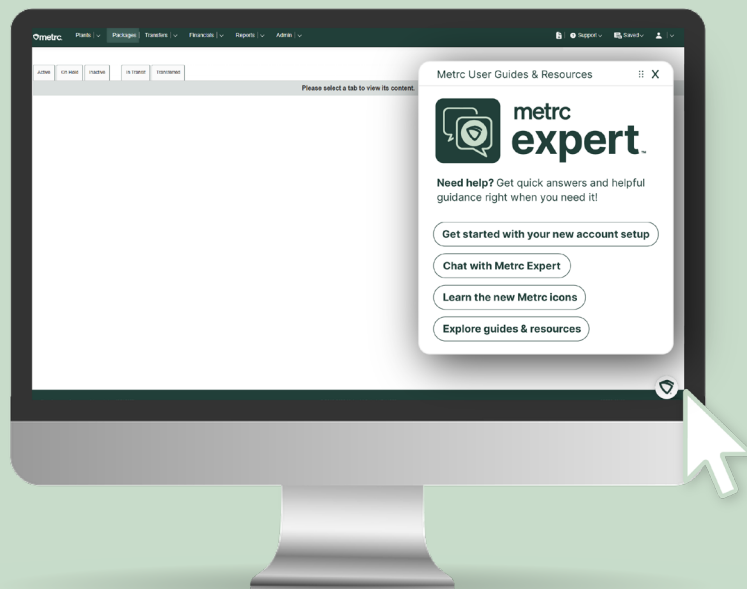 metrc Plants Packages Transfers Financials Reports Admin Support Saved
Active On Hold Inactive In Transit Transferred
Please select a tab to view its content.
Metrc User Guides & Resources X
metrc
expert™
Need help? Get quick answers and helpful
guidance right when you need it!
Get started with your new account setup
Chat with Metrc Expert
Learn the new Metrc icons
Explore guides & resources